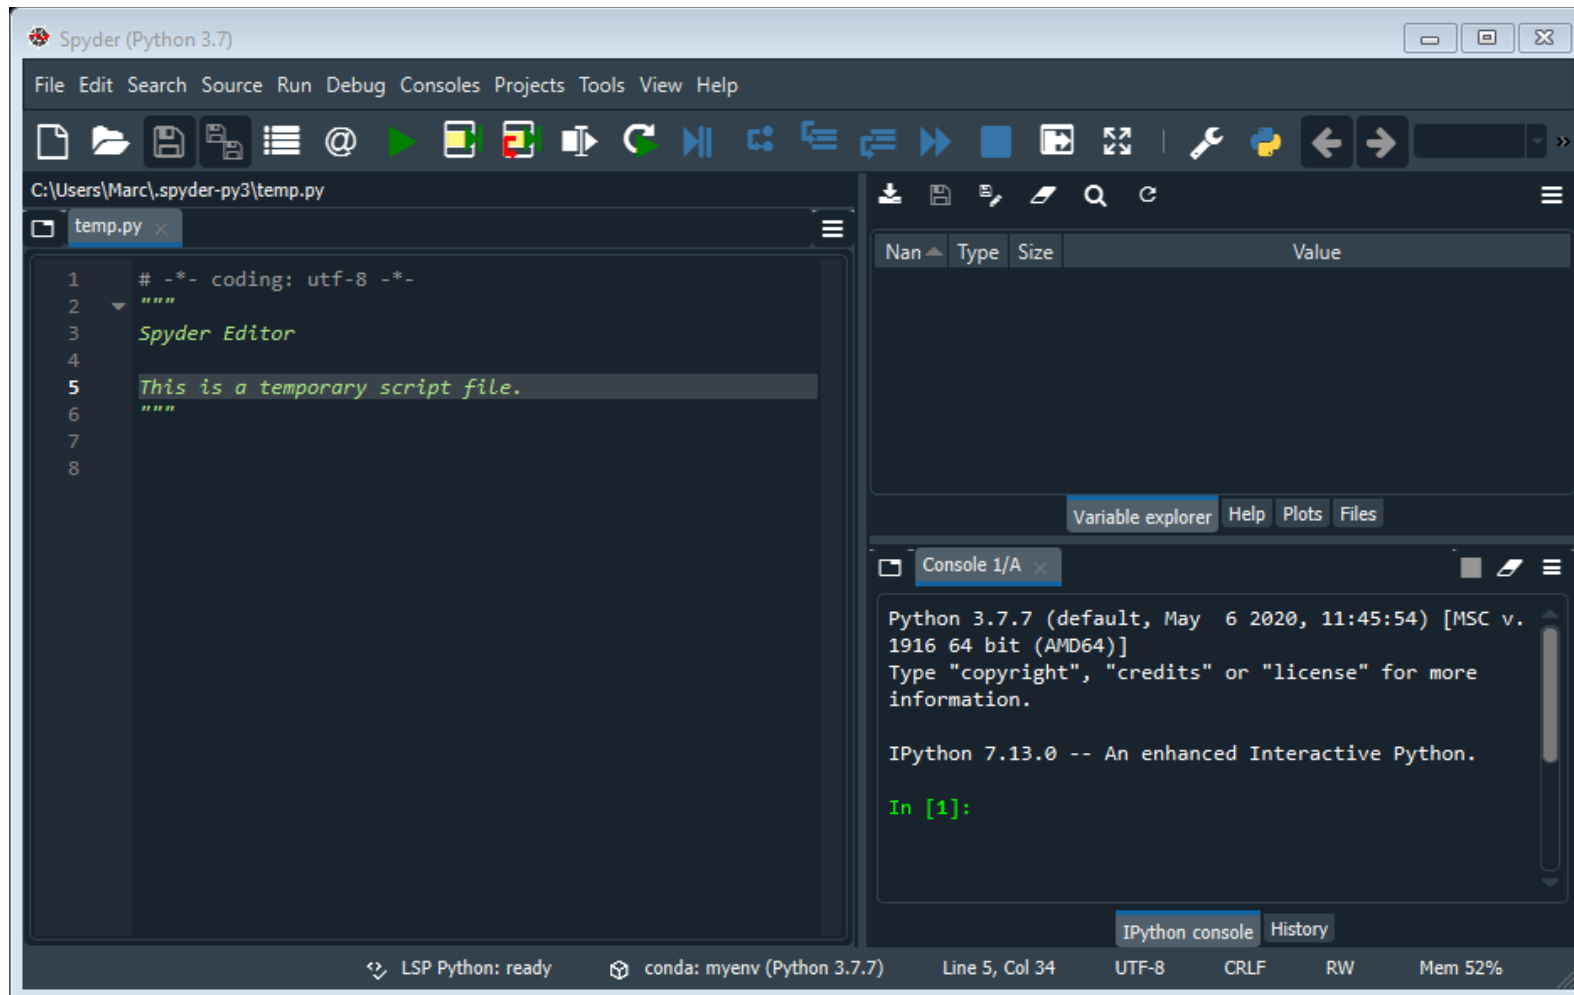 Spyder (Python 3.7)
File Edit Search Source Run Debug Consoles Projects Tools View Help
C:\Users\Marc\.spyder-py3\temp.py
temp.py
1 # -*- coding: utf-8 -*-
2 """
3 Spyder Editor
4
5 This is a temporary script file.
6 """
7
8
Nan Type Size Value
Variable explorer Help Plots Files
Console 1/A
Python 3.7.7 (default, May  6 2020, 11:45:54) [MSC v.
1916 64 bit (AMD64)]
Type "copyright", "credits" or "license" for more
information.
IPython 7.13.0 -- An enhanced Interactive Python.
In [1]:
IPython console History
LSP Python: ready conda: myenv (Python 3.7.7) Line 5, Col 34 UTF-8 CRLF RW Mem 52%